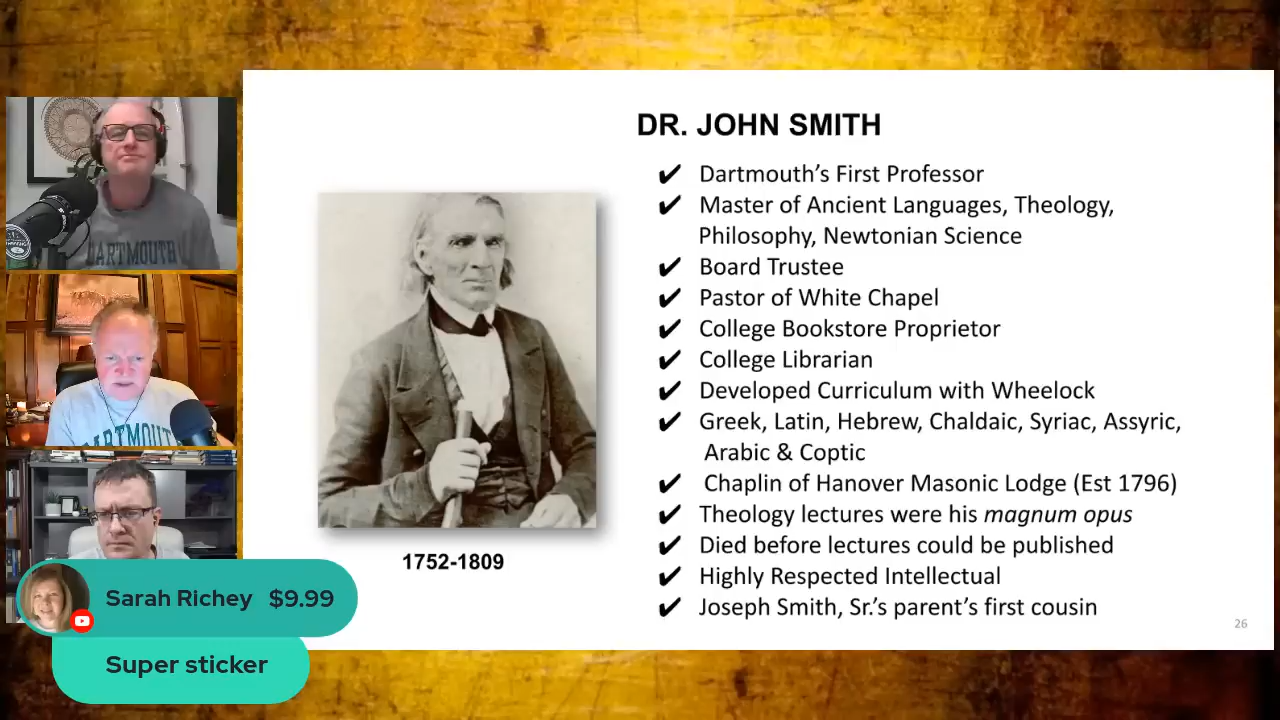 DR. JOHN SMITH
✔ Dartmouth’s First Professor
✔ Master of Ancient Languages, Theology,
Philosophy, Newtonian Science
✔ Board Trustee
✔ Pastor of White Chapel
✔ College Bookstore Proprietor
✔ College Librarian
✔ Developed Curriculum with Wheelock
✔ Greek, Latin, Hebrew, Chaldaic, Syriac, Assyric,
Arabic & Coptic
✔ Chaplin of Hanover Masonic Lodge (Est 1796)
✔ Theology lectures were his magnum opus
✔ Died before lectures could be published
✔ Highly Respected Intellectual
✔ Joseph Smith, Sr.’s parent’s first cousin
1752-1809
26
DARTMOUTH
DARTMOUT
Sarah Richey $9.99
Super sticker